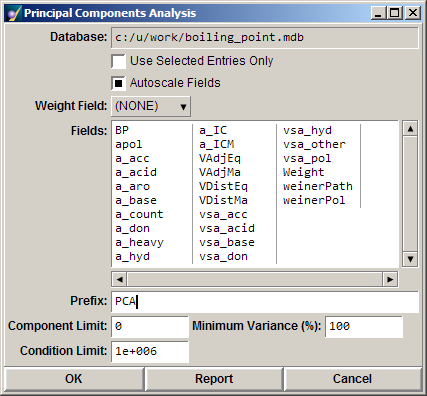 Principal Components Analysis
Database: c:/u/work/boiling_point.mdb
Use Selected Entries Only
Autoscale Fields
Weight Field: (NONE)
Fields: BP a_IC vsa_hyd
apol a_ICM vsa_other
a_acc VAdjEq vsa_pol
a_acid VAdjMa Weight
a_aro VDistEq weinerPath
a_base VDistMa weinerPol
a_count vsa_acc
a_don vsa_acid
a_heavy vsa_base
a_hyd vsa_don
Prefix: PCA
Component Limit: 0 Minimum Variance (%): 100
Condition Limit: 1e+006
OK Report Cancel